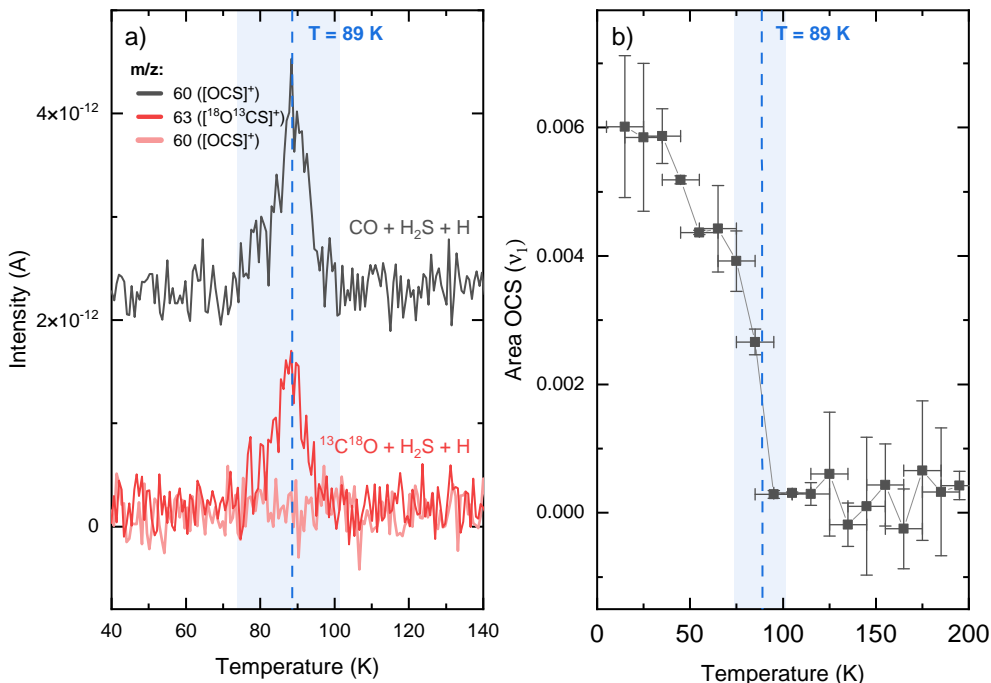 a)
T = 89 K
m/z:
60 ([OCS]⁺)
63 ([¹⁸O¹³CS]⁺)
60 ([OCS]⁺)
CO + H₂S + H
¹³C¹⁸O + H₂S + H
4×10⁻¹²
2×10⁻¹²
0
Intensity (A)
40 60 80 100 120 140
Temperature (K)
b)
T = 89 K
0.006
0.004
0.002
0.000
Area OCS (ν₁)
0 50 100 150 200
Temperature (K)